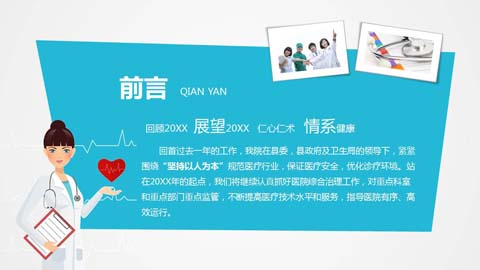 前言 QIAN YAN
回顾20XX 展望20XX 仁心仁术 情系健康
回首过去一年的工作，我院在县委，县政府及卫生局的领导下，紧紧
围绕“坚持以人为本”规范医疗行业，保证医疗安全，优化诊疗环境。站
在20XX年的起点，我们将继续认真抓好医院综合治理工作，对重点科室
和重点部门重点监管，不断提高医疗技术水平和服务，指导医院有序、高
效运行。